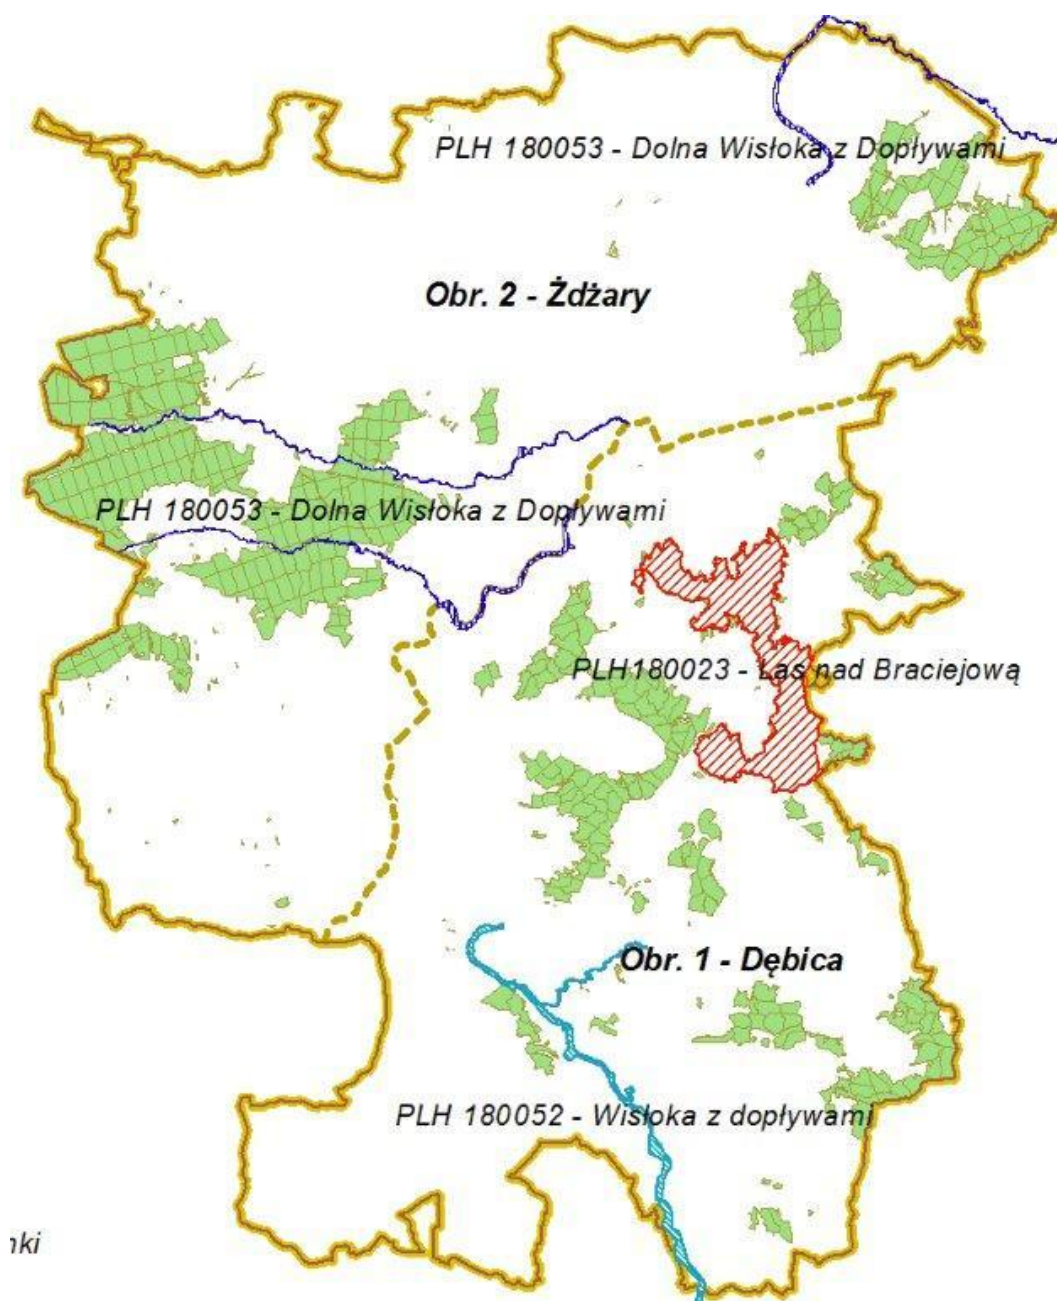 PLH 180053 - Dolna Wisłoka z Dopływami
Obr. 2 - Żdżary
PLH 180053 - Dolna Wisłoka z Dopływami
PLH180023 - Las nad Braciejową
Obr. 1 - Dębica
PLH 180052 - Wisłoka z dopływami